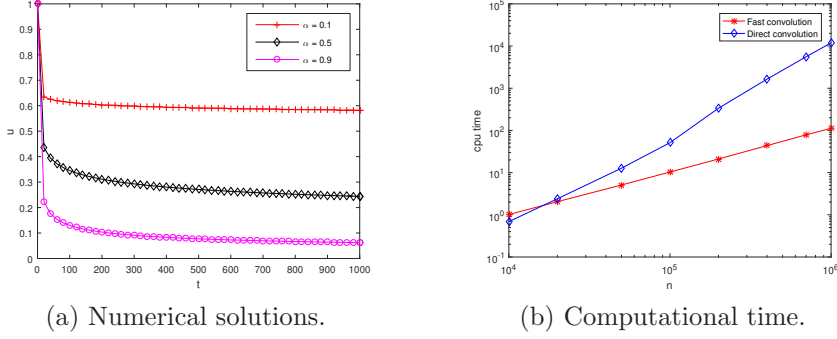 1
0.9
0.8
0.7
0.6
0.5
0.4
0.3
0.2
0.1
0
u
α = 0.1
α = 0.5
α = 0.9
0 100 200 300 400 500 600 700 800 900 1000
t
(a) Numerical solutions.
10^5
10^4
10^3
10^2
10^1
10^0
10^-1
cpu time
Fast convolution
Direct convolution
10^4 10^5 10^6
n
(b) Computational time.